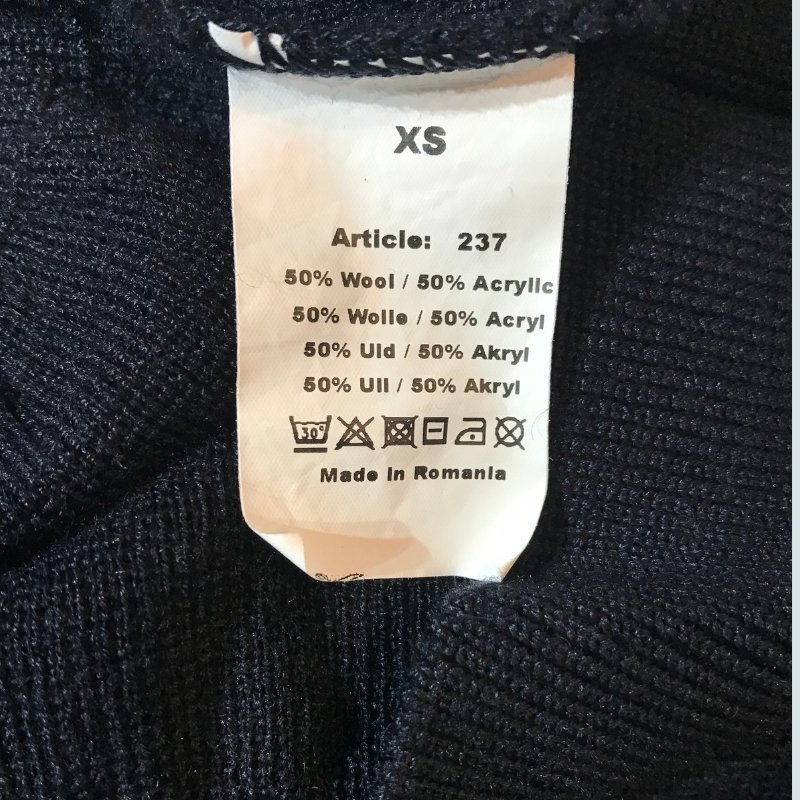 XS
Article: 237
50% Wool / 50% Acrylic
50% Wolle / 50% Acryl
50% Uld / 50% Akryl
50% Ull / 50% Akryl
30°
Made in Romania